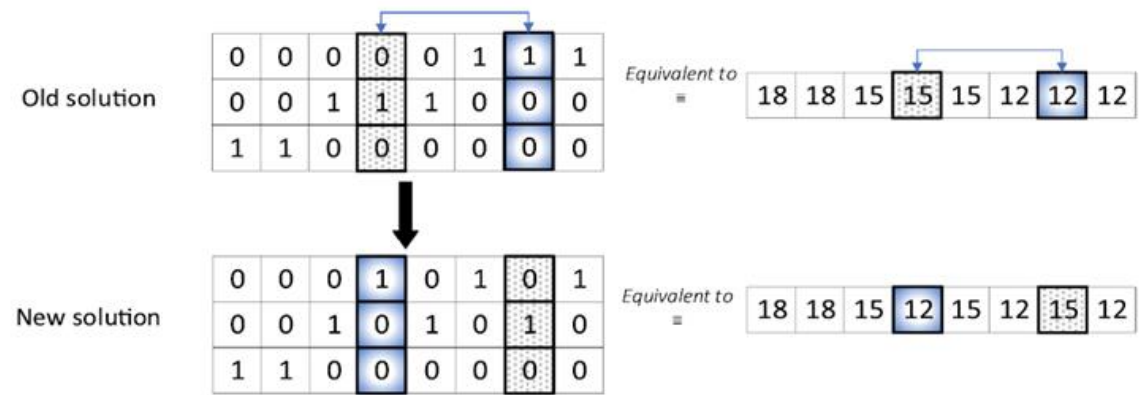 0 0 0 0 0 1 1 1
Old solution
0 0 1 1 1 0 0 0
1 1 0 0 0 0 0 0
Equivalent to
≡
18 18 15 15 15 12 12 12
0 0 0 1 0 1 0 1
New solution
0 0 1 0 1 0 1 0
1 1 0 0 0 0 0 0
Equivalent to
≡
18 18 15 12 15 12 15 12